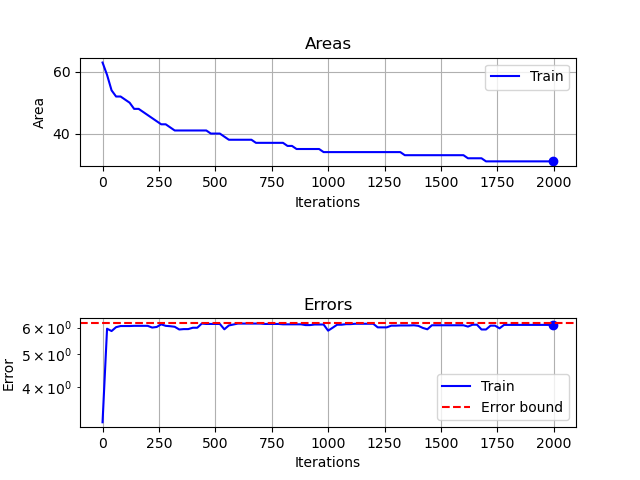 Areas
60
40
Area
Train
0 250 500 750 1000 1250 1500 1750 2000
Iterations
Errors
6 × 10⁰
5 × 10⁰
4 × 10⁰
Error
Train
Error bound
0 250 500 750 1000 1250 1500 1750 2000
Iterations